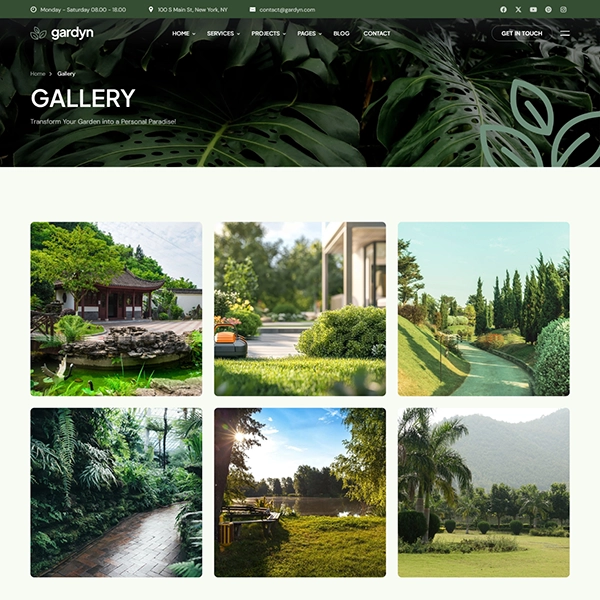 Monday - Saturday 08.00 - 18.00
100 S Main St, New York, NY
contact@gardyn.com
gardyn
HOME
SERVICES
PROJECTS
PAGES
BLOG
CONTACT
GET IN TOUCH
Home
Gallery
GALLERY
Transform Your Garden into a Personal Paradise!